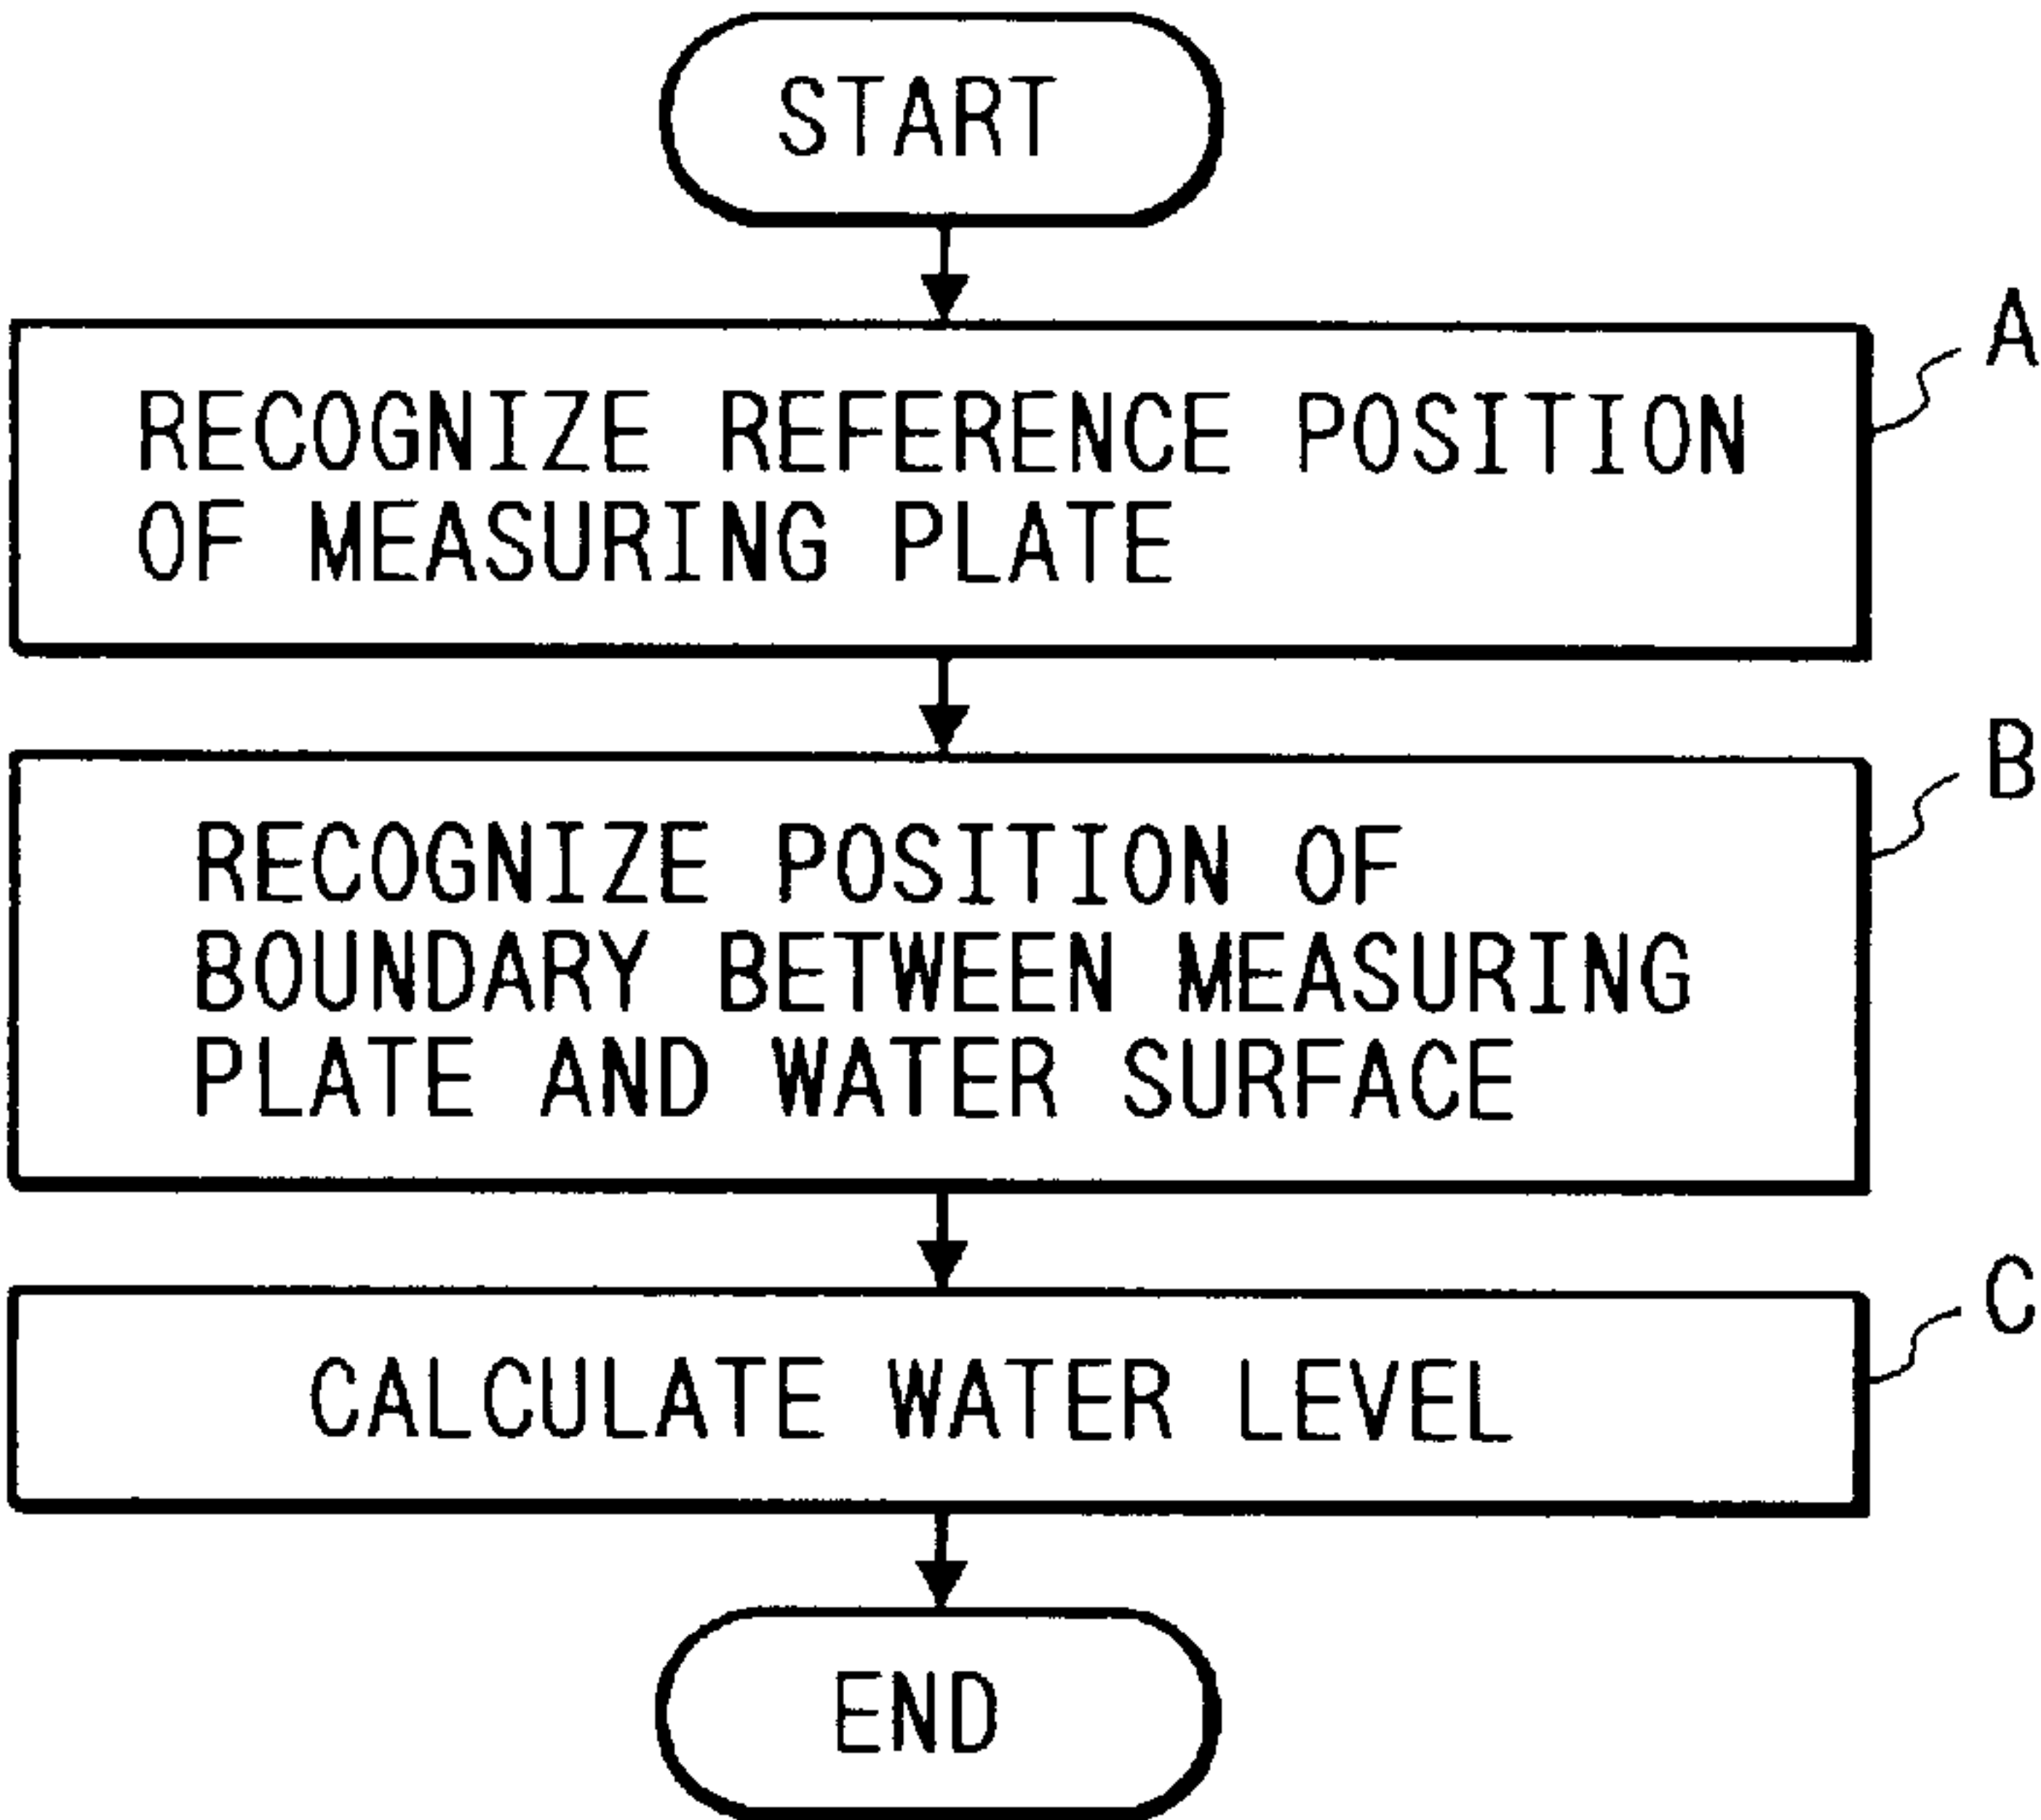 START
A
RECOGNIZE REFERENCE POSITION
OF MEASURING PLATE
B
RECOGNIZE POSITION OF
BOUNDARY BETWEEN MEASURING
PLATE AND WATER SURFACE
C
CALCULATE WATER LEVEL
END